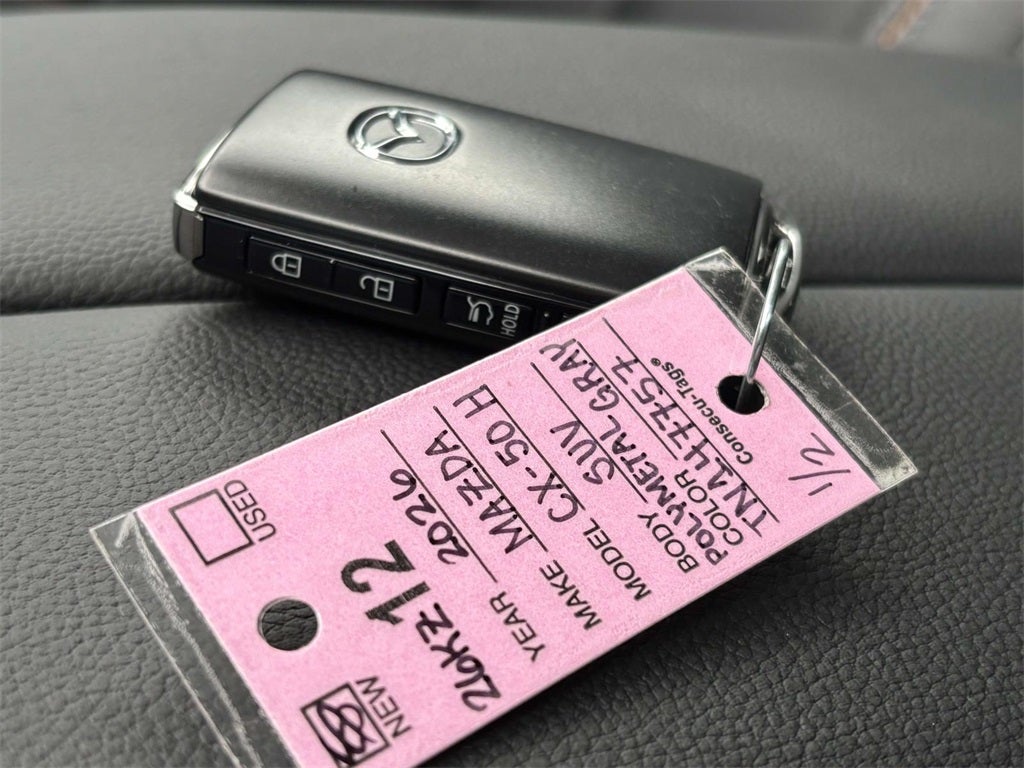 HOLD
NEW USED
26KZ12
YEAR 2026
MAKE MAZDA
MODEL CX-50 H
BODY SUV
POLYMETAL GRAY
COLOR
TN1477757
Consecu-Tags®
1/2